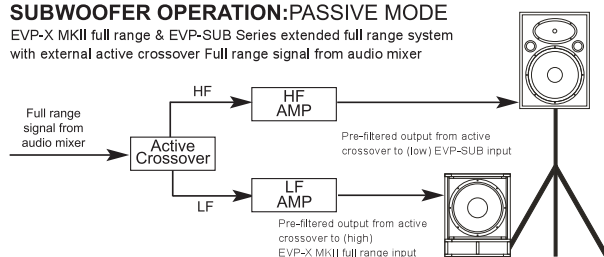 SUBWOOFER OPERATION:PASSIVE MODE
EVP-X MKII full range & EVP-SUB Series extended full range system
with external active crossover Full range signal from audio mixer
HF
HF
AMP
Full range
signal from
audio mixer
Pre-filtered output from active
crossover to (low) EVP-SUB input
Active
Crossover
LF
LF
AMP
Pre-filtered output from active
crossover to (high)
EVP-X MKII full range input